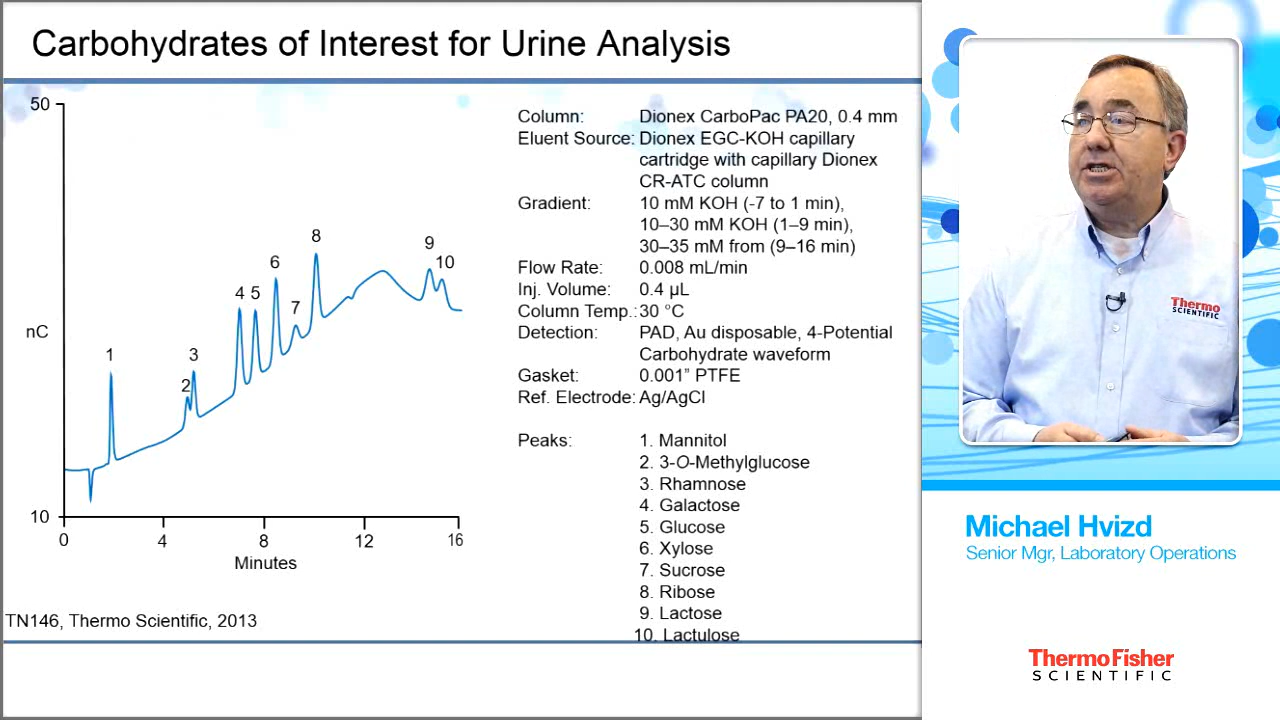 Carbohydrates of Interest for Urine Analysis
50
nC
10
0 4 8 12 16
Minutes
1
2
3
4
5
6
7
8
9
10
Column: Dionex CarboPac PA20, 0.4 mm
Eluent Source: Dionex EGC-KOH capillary
cartridge with capillary Dionex
CR-ATC column
Gradient: 10 mM KOH (-7 to 1 min),
10–30 mM KOH (1–9 min),
30–35 mM from (9–16 min)
Flow Rate: 0.008 mL/min
Inj. Volume: 0.4 µL
Column Temp.: 30 °C
Detection: PAD, Au disposable, 4-Potential
Carbohydrate waveform
Gasket: 0.001” PTFE
Ref. Electrode: Ag/AgCl
Peaks: 1. Mannitol
2. 3-O-Methylglucose
3. Rhamnose
4. Galactose
5. Glucose
6. Xylose
7. Sucrose
8. Ribose
9. Lactose
10. Lactulose
TN146, Thermo Scientific, 2013
Thermo
SCIENTIFIC
Michael Hvizd
Senior Mgr, Laboratory Operations
ThermoFisher
SCIENTIFIC